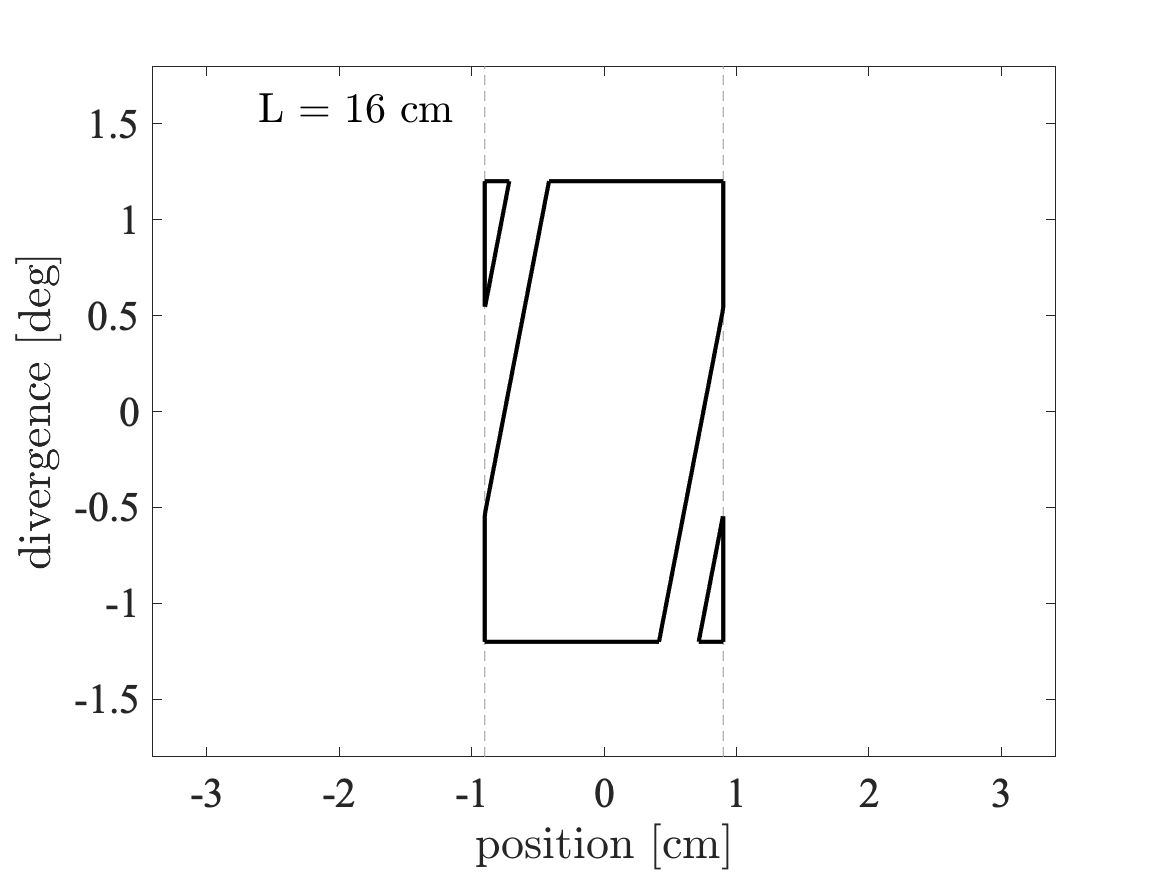 L = 16 cm
divergence [deg]
1.5
1
0.5
0
-0.5
-1
-1.5
-3 -2 -1 0 1 2 3
position [cm]